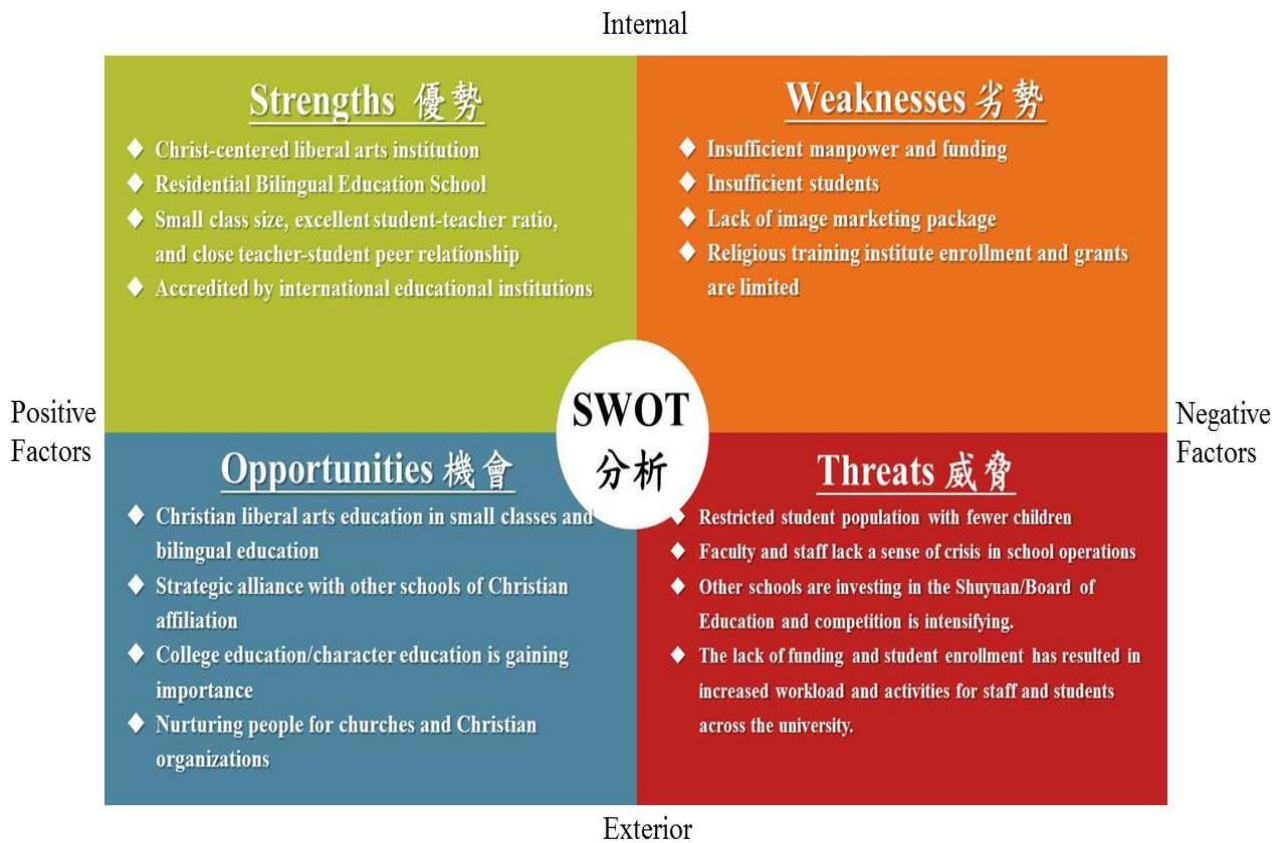 Internal
Strengths 優勢
◆ Christ-centered liberal arts institution
◆ Residential Bilingual Education School
◆ Small class size, excellent student-teacher ratio,
and close teacher-student peer relationship
◆ Accredited by international educational institutions
Weaknesses 劣勢
◆ Insufficient manpower and funding
◆ Insufficient students
◆ Lack of image marketing package
◆ Religious training institute enrollment and grants
are limited
Positive
Factors
SWOT
分析
Negative
Factors
Opportunities 機會
◆ Christian liberal arts education in small classes and
bilingual education
◆ Strategic alliance with other schools of Christian
affiliation
◆ College education/character education is gaining
importance
◆ Nurturing people for churches and Christian
organizations
Threats 威脅
◆ Restricted student population with fewer children
◆ Faculty and staff lack a sense of crisis in school operations
◆ Other schools are investing in the Shuyuan/Board of
Education and competition is intensifying.
◆ The lack of funding and student enrollment has resulted in
increased workload and activities for staff and students
across the university.
Exterior